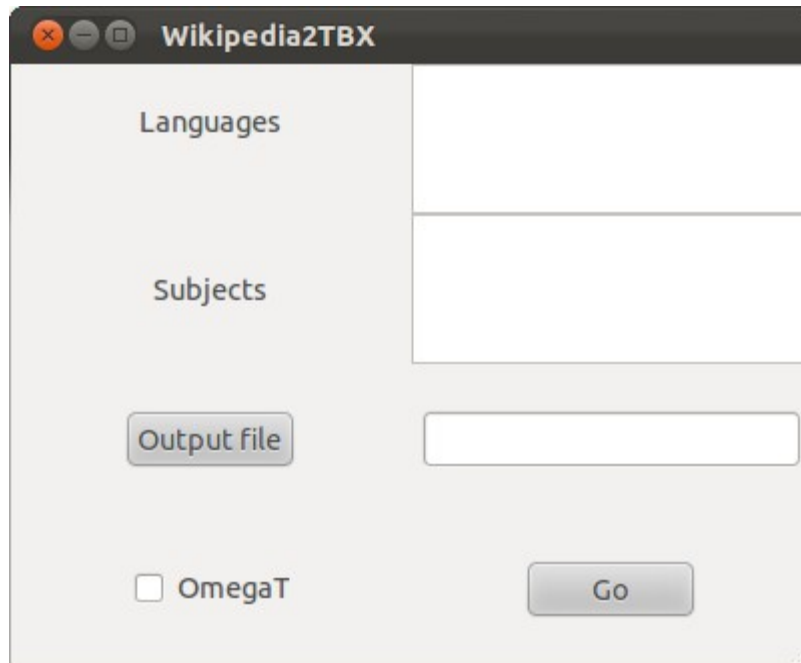 Wikipedia2TBX
Languages
Subjects
Output file
OmegaT
Go